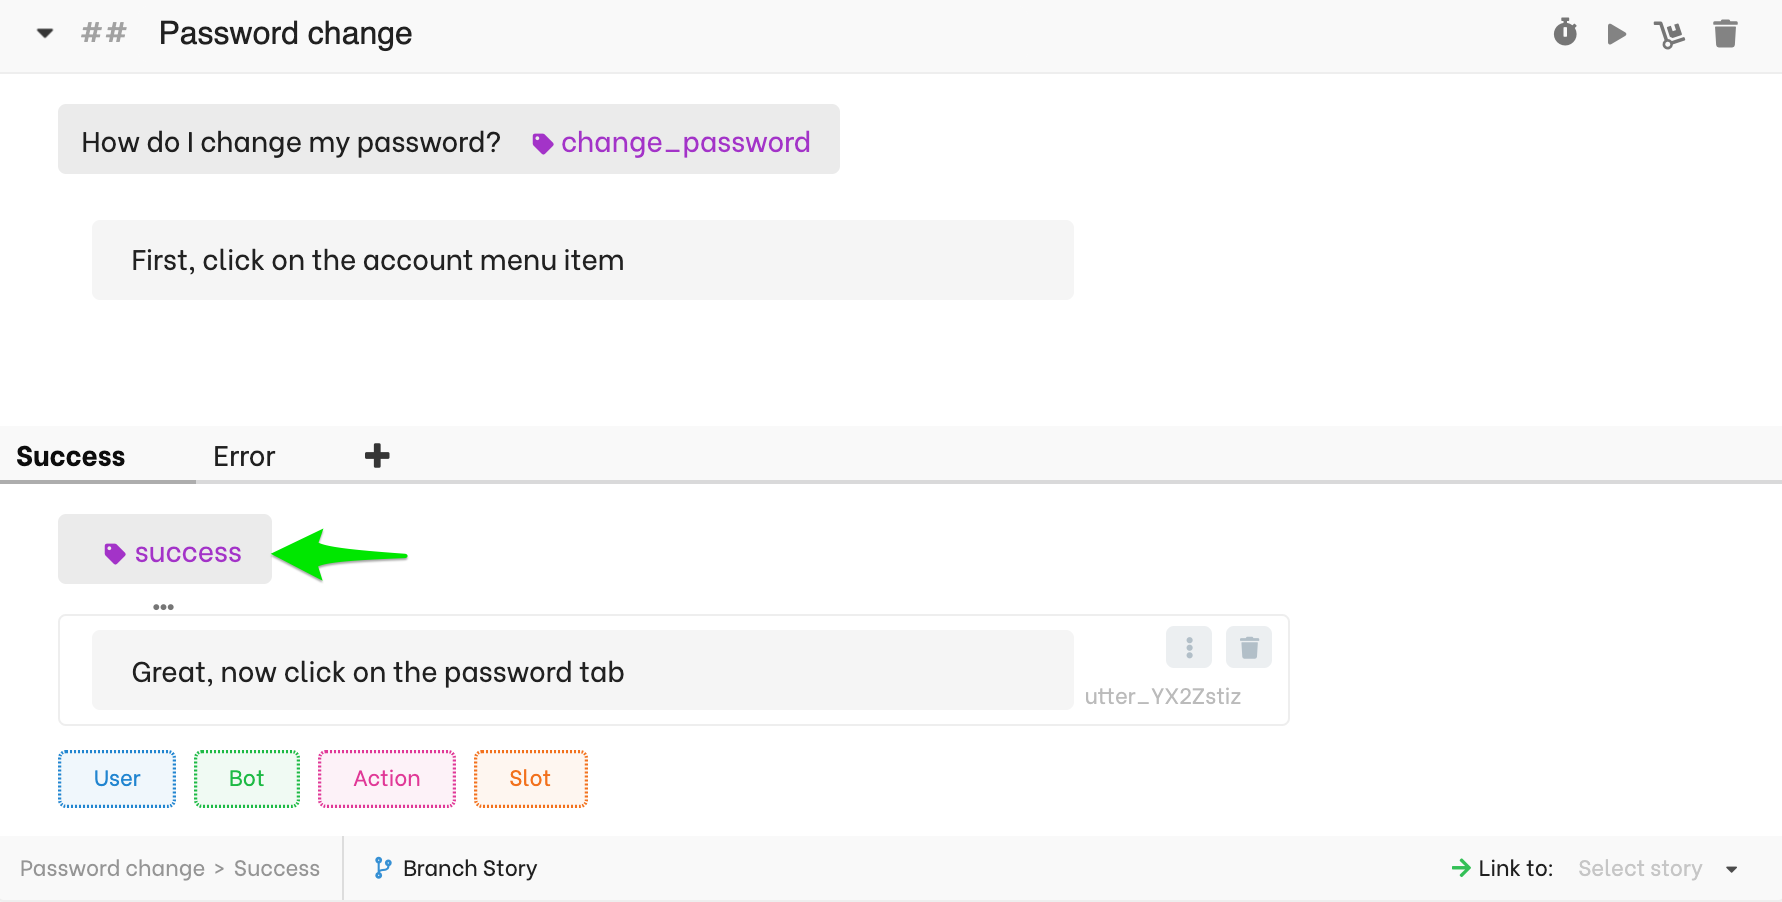 ## Password change
How do I change my password? change_password
First, click on the account menu item
Success Error
success
Great, now click on the password tab
utter_YX2Zstiz
User Bot Action Slot
Password change > Success Branch Story Link to: Select story